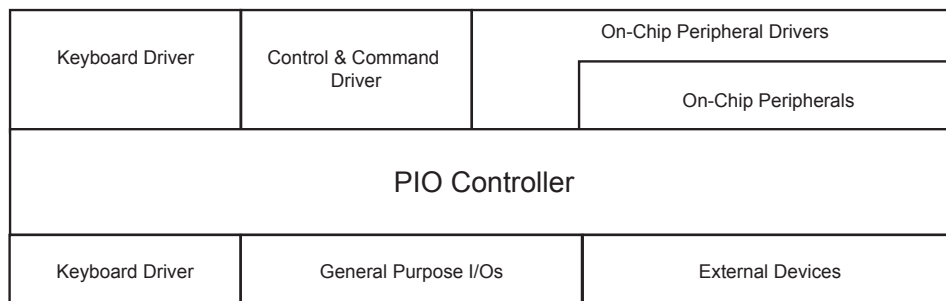 On-Chip Peripheral Drivers
Keyboard Driver
Control & Command
Driver
On-Chip Peripherals
PIO Controller
Keyboard Driver
General Purpose I/Os
External Devices